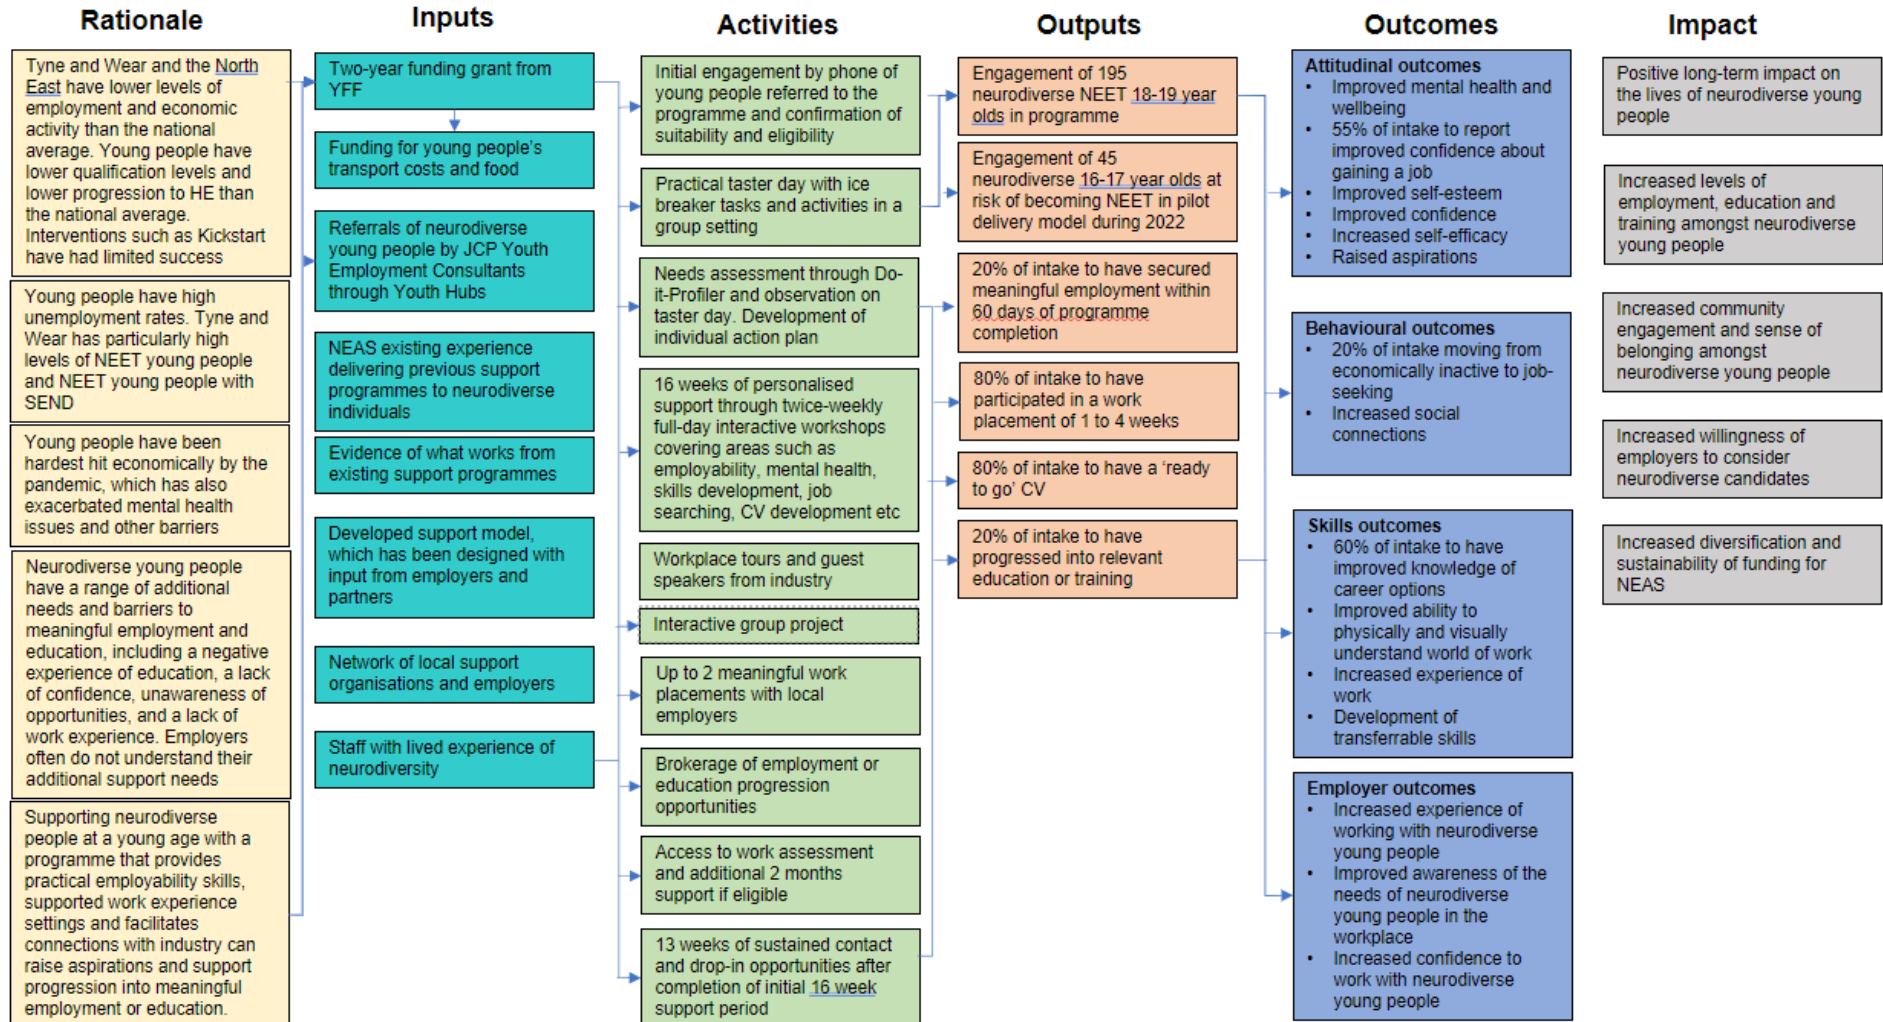 Rationale
Inputs
Activities
Outputs
Outcomes
Impact
Tyne and Wear and the North
East have lower levels of
employment and economic
activity than the national
average. Young people have
lower qualification levels and
lower progression to HE than
the national average.
Interventions such as Kickstart
have had limited success
Young people have high
unemployment rates. Tyne and
Wear has particularly high
levels of NEET young people
and NEET young people with
SEND
Young people have been
hardest hit economically by the
pandemic, which has also
exacerbated mental health
issues and other barriers
Neurodiverse young people
have a range of additional
needs and barriers to
meaningful employment and
education, including a negative
experience of education, a lack
of confidence, unawareness of
opportunities, and a lack of
work experience. Employers
often do not understand their
additional support needs
Supporting neurodiverse
people at a young age with a
programme that provides
practical employability skills,
supported work experience
settings and facilitates
connections with industry can
raise aspirations and support
progression into meaningful
employment or education.
Two-year funding grant from
YFF
Funding for young people's
transport costs and food
Referrals of neurodiverse
young people by JCP Youth
Employment Consultants
through Youth Hubs
NEAS existing experience
delivering previous support
programmes to neurodiverse
individuals
Evidence of what works from
existing support programmes
Developed support model,
which has been designed with
input from employers and
partners
Network of local support
organisations and employers
Staff with lived experience of
neurodiversity
Initial engagement by phone of
young people referred to the
programme and confirmation of
suitability and eligibility
Practical taster day with ice
breaker tasks and activities in a
group setting
Needs assessment through Do-
it-Profiler and observation on
taster day. Development of
individual action plan
16 weeks of personalised
support through twice-weekly
full-day interactive workshops
covering areas such as
employability, mental health,
skills development, job
searching, CV development etc
Workplace tours and guest
speakers from industry
Interactive group project
Up to 2 meaningful work
placements with local
employers
Brokerage of employment or
education progression
opportunities
Access to work assessment
and additional 2 months
support if eligible
13 weeks of sustained contact
and drop-in opportunities after
completion of initial 16 week
support period
Engagement of 195
neurodiverse NEET 18-19 year
olds in programme
Engagement of 45
neurodiverse 16-17 year olds at
risk of becoming NEET in pilot
delivery model during 2022
20% of intake to have secured
meaningful employment within
60 days of programme
completion
80% of intake to have
participated in a work
placement of 1 to 4 weeks
80% of intake to have a 'ready
to go' CV
20% of intake to have
progressed into relevant
education or training
Attitudinal outcomes
• Improved mental health and
wellbeing
• 55% of intake to report
improved confidence about
gaining a job
• Improved self-esteem
• Improved confidence
• Increased self-efficacy
• Raised aspirations
Behavioural outcomes
• 20% of intake moving from
economically inactive to job-
seeking
• Increased social
connections
Skills outcomes
• 60% of intake to have
improved knowledge of
career options
• Improved ability to
physically and visually
understand world of work
• Increased experience of
work
• Development of
transferrable skills
Employer outcomes
• Increased experience of
working with neurodiverse
young people
• Improved awareness of the
needs of neurodiverse
young people in the
workplace
• Increased confidence to
work with neurodiverse
young people
Positive long-term impact on
the lives of neurodiverse young
people
Increased levels of
employment, education and
training amongst neurodiverse
young people
Increased community
engagement and sense of
belonging amongst
neurodiverse young people
Increased willingness of
employers to consider
neurodiverse candidates
Increased diversification and
sustainability of funding for
NEAS